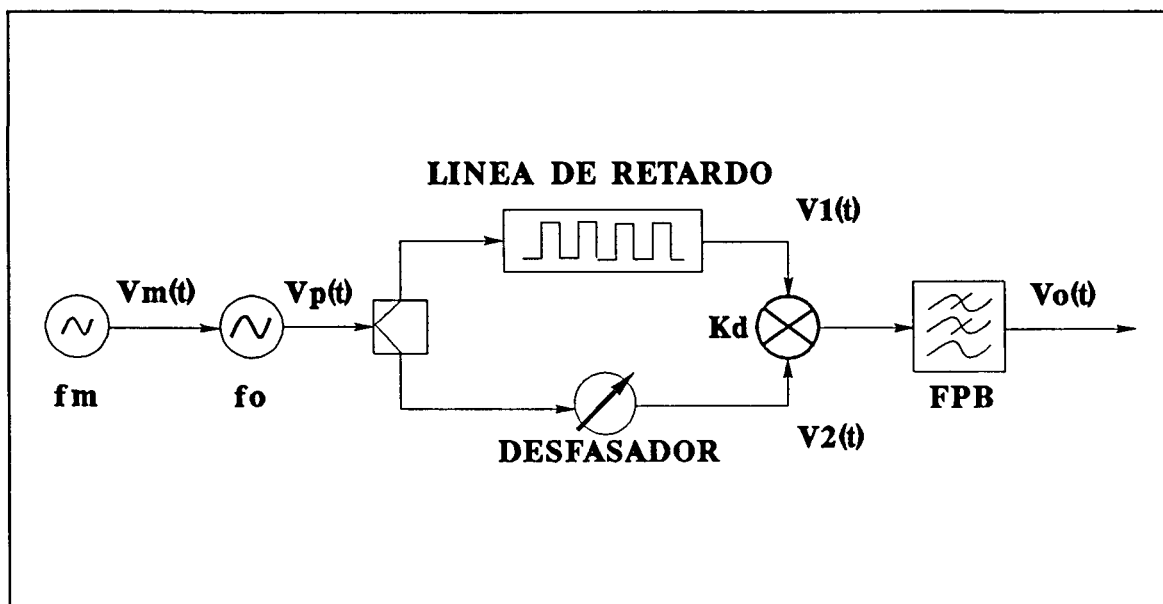 LINEA DE RETARDO
V1(t)
Vm(t)
Vp(t)
Kd
Vo(t)
fm
fo
FPB
DESFASADOR
V2(t)